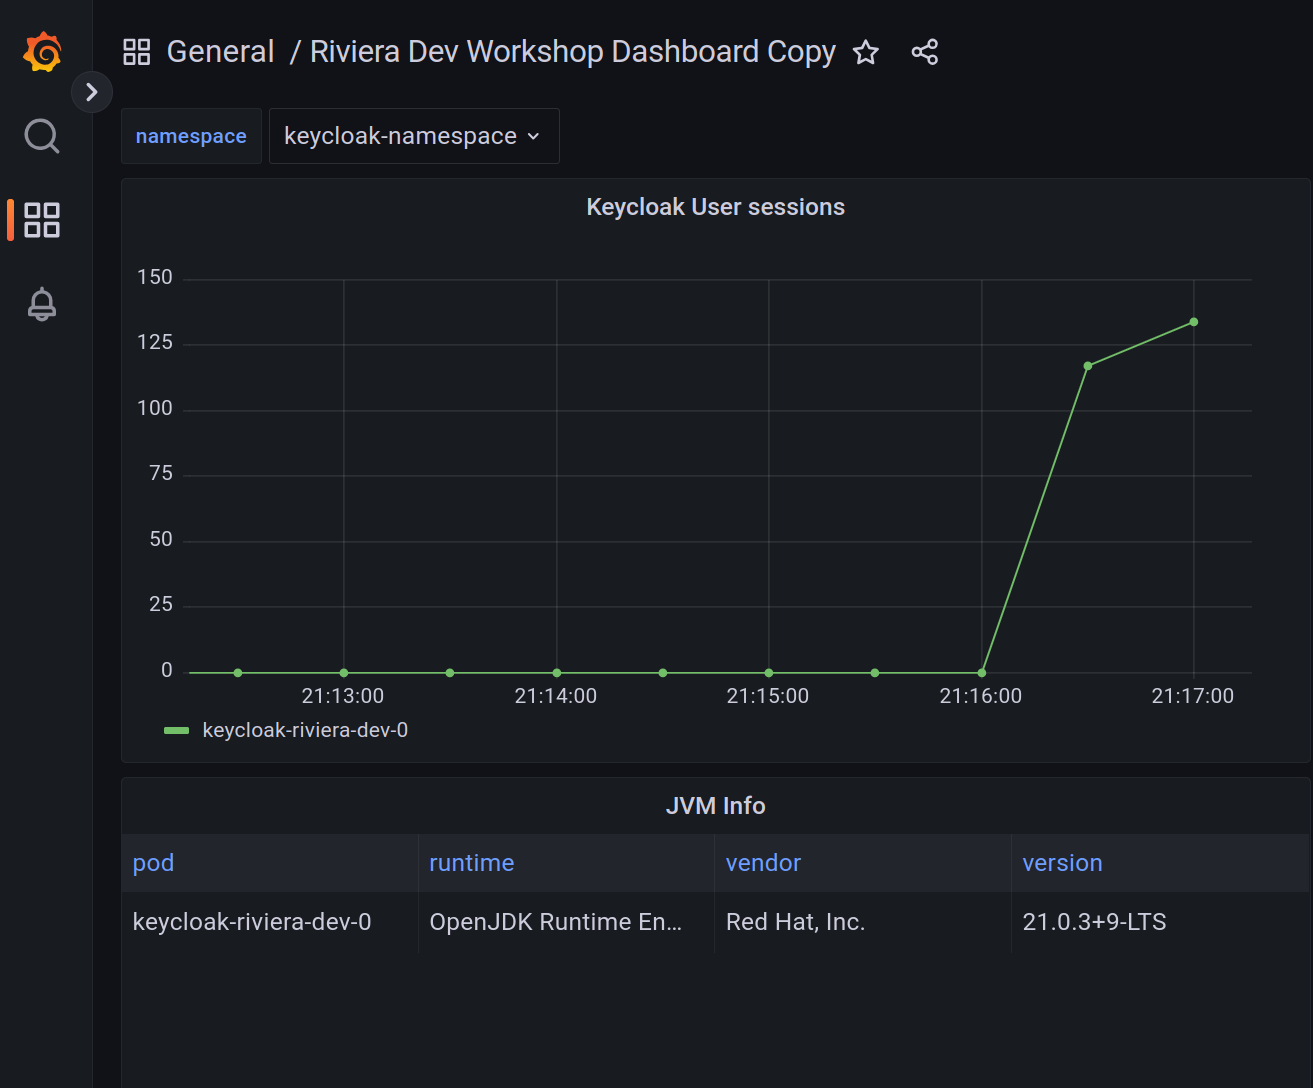 General / Riviera Dev Workshop Dashboard Copy
namespace keycloak-namespace
Keycloak User sessions
150
125
100
75
50
25
0
21:13:00 21:14:00 21:15:00 21:16:00 21:17:00
keycloak-riviera-dev-0
JVM Info
pod runtime vendor version
keycloak-riviera-dev-0 OpenJDK Runtime En... Red Hat, Inc. 21.0.3+9-LTS